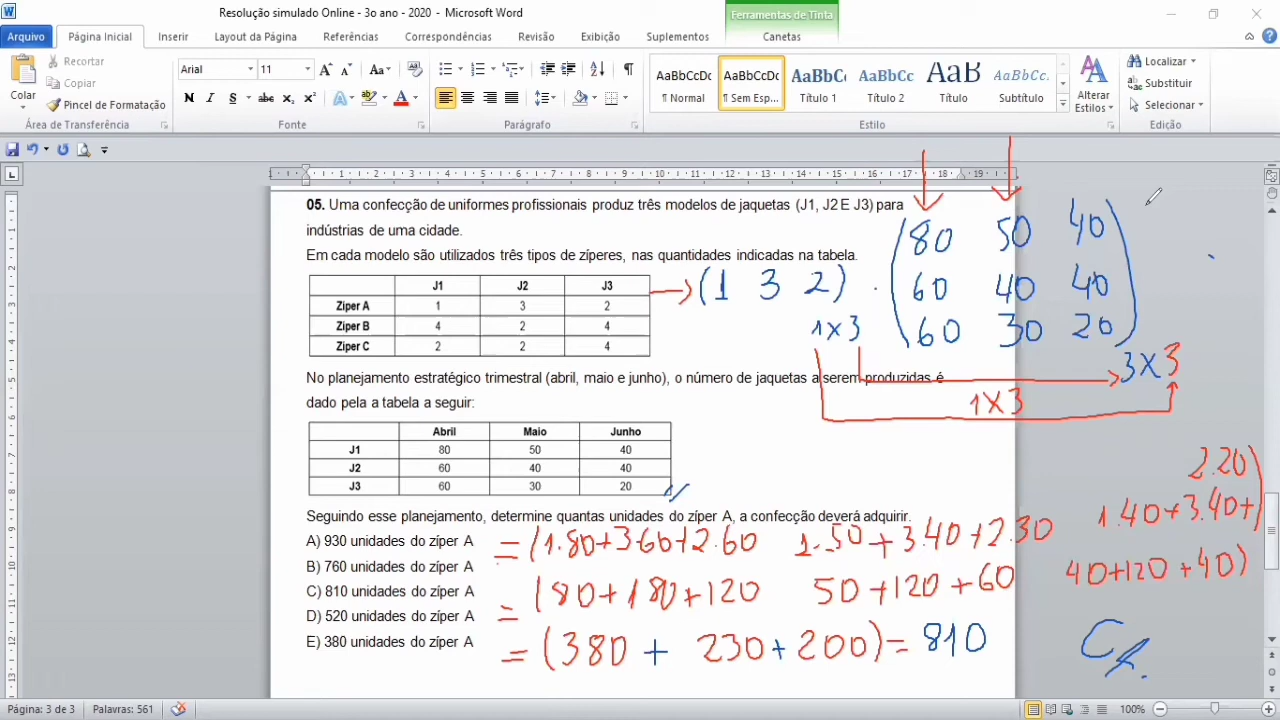 Resolução simulado Online - 3o ano - 2020 - Microsoft Word
Ferramentas de Tinta
Arquivo Página Inicial Inserir Layout da Página Referências Correspondências Revisão Exibição Suplementos Canetas
Recortar
Copiar
Pincel de Formatação
Colar
Área de Transferência
Arial 11
Fonte
Parágrafo
AaBbCcDc AaBbCcDc AaBbC AaBbCc AaB AaBbCc.
¶ Normal ¶ Sem Esp... Título 1 Título 2 Título Subtítulo
Alterar Estilos
Estilo
Localizar
Substituir
Selecionar
Edição
05. Uma confecção de uniformes profissionais produz três modelos de jaquetas (J1, J2 E J3) para
indústrias de uma cidade.
Em cada modelo são utilizados três tipos de zíperes, nas quantidades indicadas na tabela.
J1 J2 J3
Ziper A 1 3 2
Ziper B 4 2 4
Ziper C 2 2 4
(1 3 2) .
1x3
(80 50 40)
60 40 40
60 30 20
3x3
1x3
No planejamento estratégico trimestral (abril, maio e junho), o número de jaquetas a serem produzidas é
dado pela a tabela a seguir:
Abril Maio Junho
J1 80 50 40
J2 60 40 40
J3 60 30 20
Seguindo esse planejamento, determine quantas unidades do zíper A, a confecção deverá adquirir.
A) 930 unidades do zíper A
B) 760 unidades do zíper A
C) 810 unidades do zíper A
D) 520 unidades do zíper A
E) 380 unidades do zíper A
= (1.80+3.60+2.60 1.50+3.40+2.30 1.40+3.40+ 2.20)
= (80+180+120 50+120+60 40+120+40)
= (380 + 230 + 200) = 810
C
Página: 3 de 3 Palavras: 561 100%